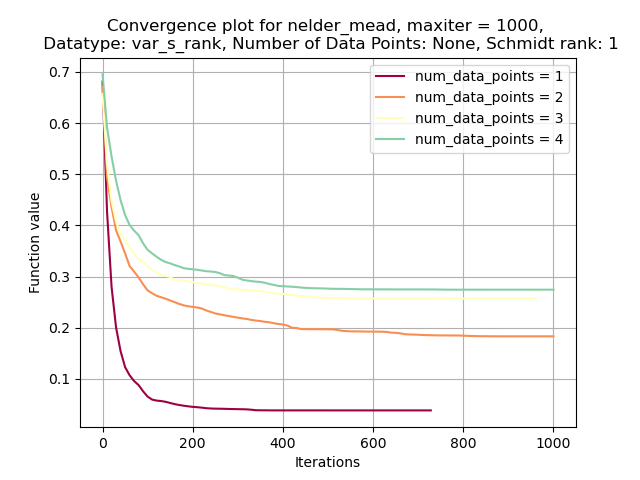 Convergence plot for nelder_mead, maxiter = 1000,
Datatype: var_s_rank, Number of Data Points: None, Schmidt rank: 1
num_data_points = 1
num_data_points = 2
num_data_points = 3
num_data_points = 4
Function value
0.7
0.6
0.5
0.4
0.3
0.2
0.1
0 200 400 600 800 1000
Iterations